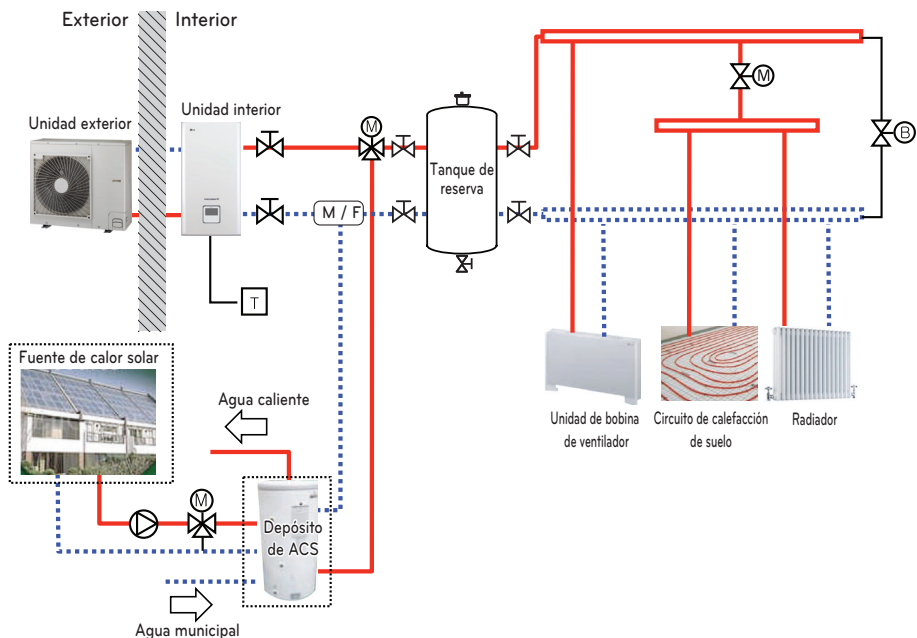 Exterior
Interior
Unidad exterior
Unidad interior
M
M
B
Tanque de
reserva
M / F
T
Fuente de calor solar
Agua caliente
M
Depósito
de ACS
Agua municipal
Unidad de bobina
de ventilador
Circuito de calefacción
de suelo
Radiador